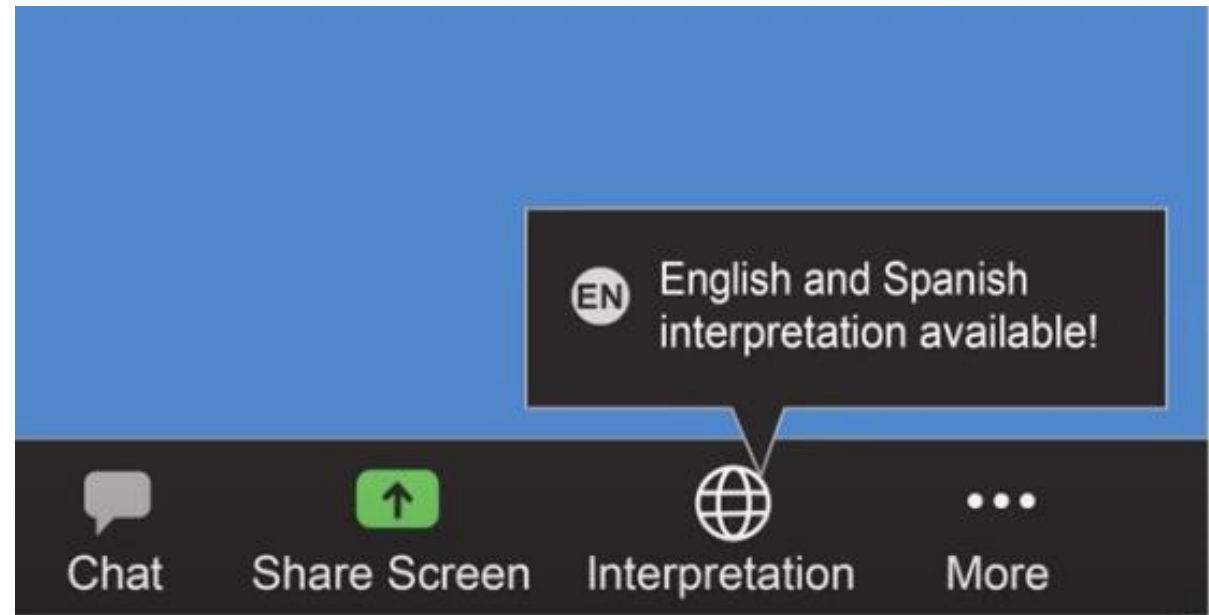 EN English and Spanish
interpretation available!
Chat Share Screen Interpretation More